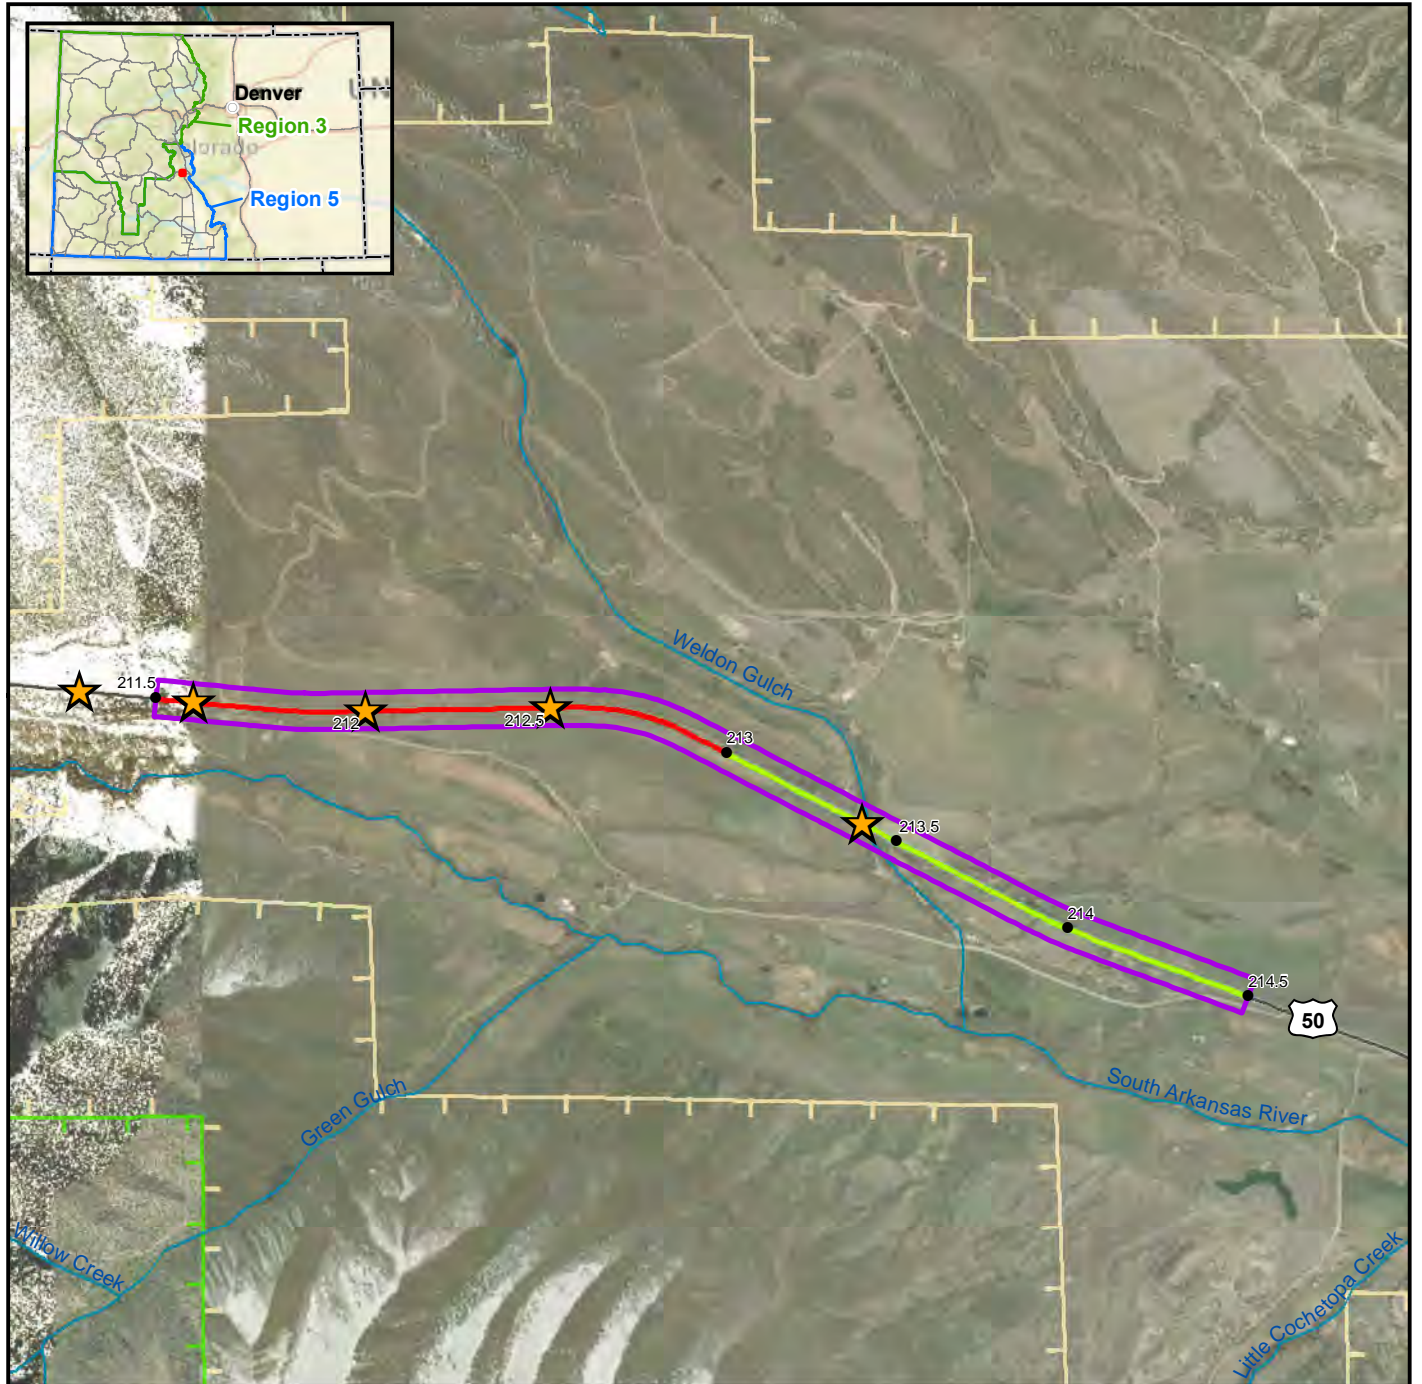 Denver
Region 3
Region 5
Weldon Gulch
211.5
212
212.5
213
213.5
214
214.5
50
South Arkansas River
Green Gulch
Willow Creek
Little Cochetopa Creek